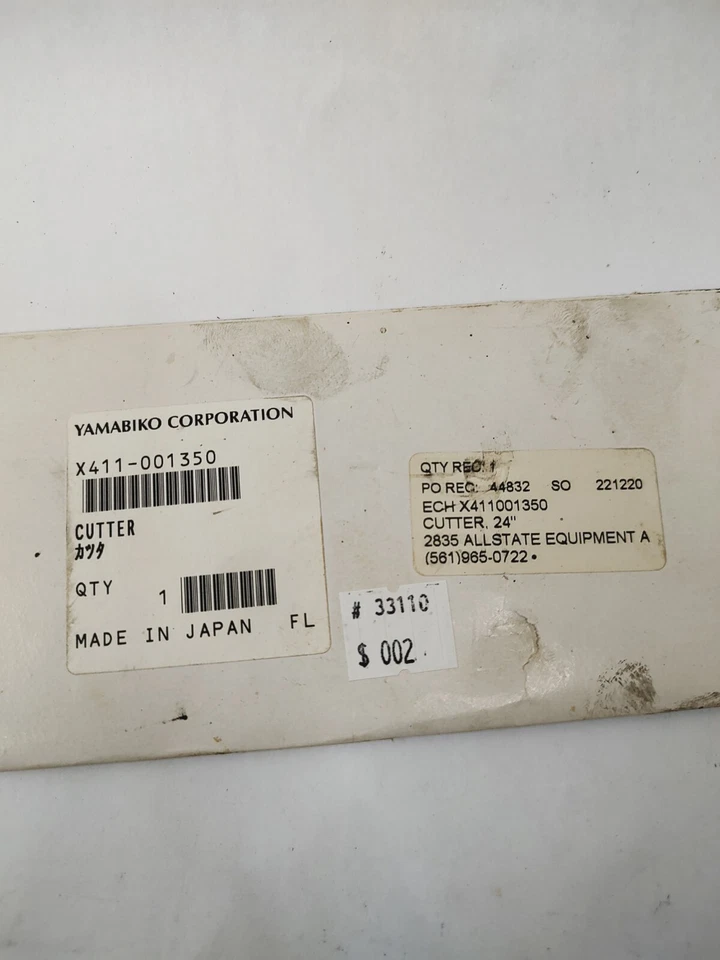 YAMABIKO CORPORATION
X411-001350
CUTTER
カッタ
QTY 1
MADE IN JAPAN FL
# 33110
$ 002
QTY REC: 1
PO REC: 44832 SO 221220
ECH X411001350
CUTTER, 24"
2835 ALLSTATE EQUIPMENT A
(561)965-0722